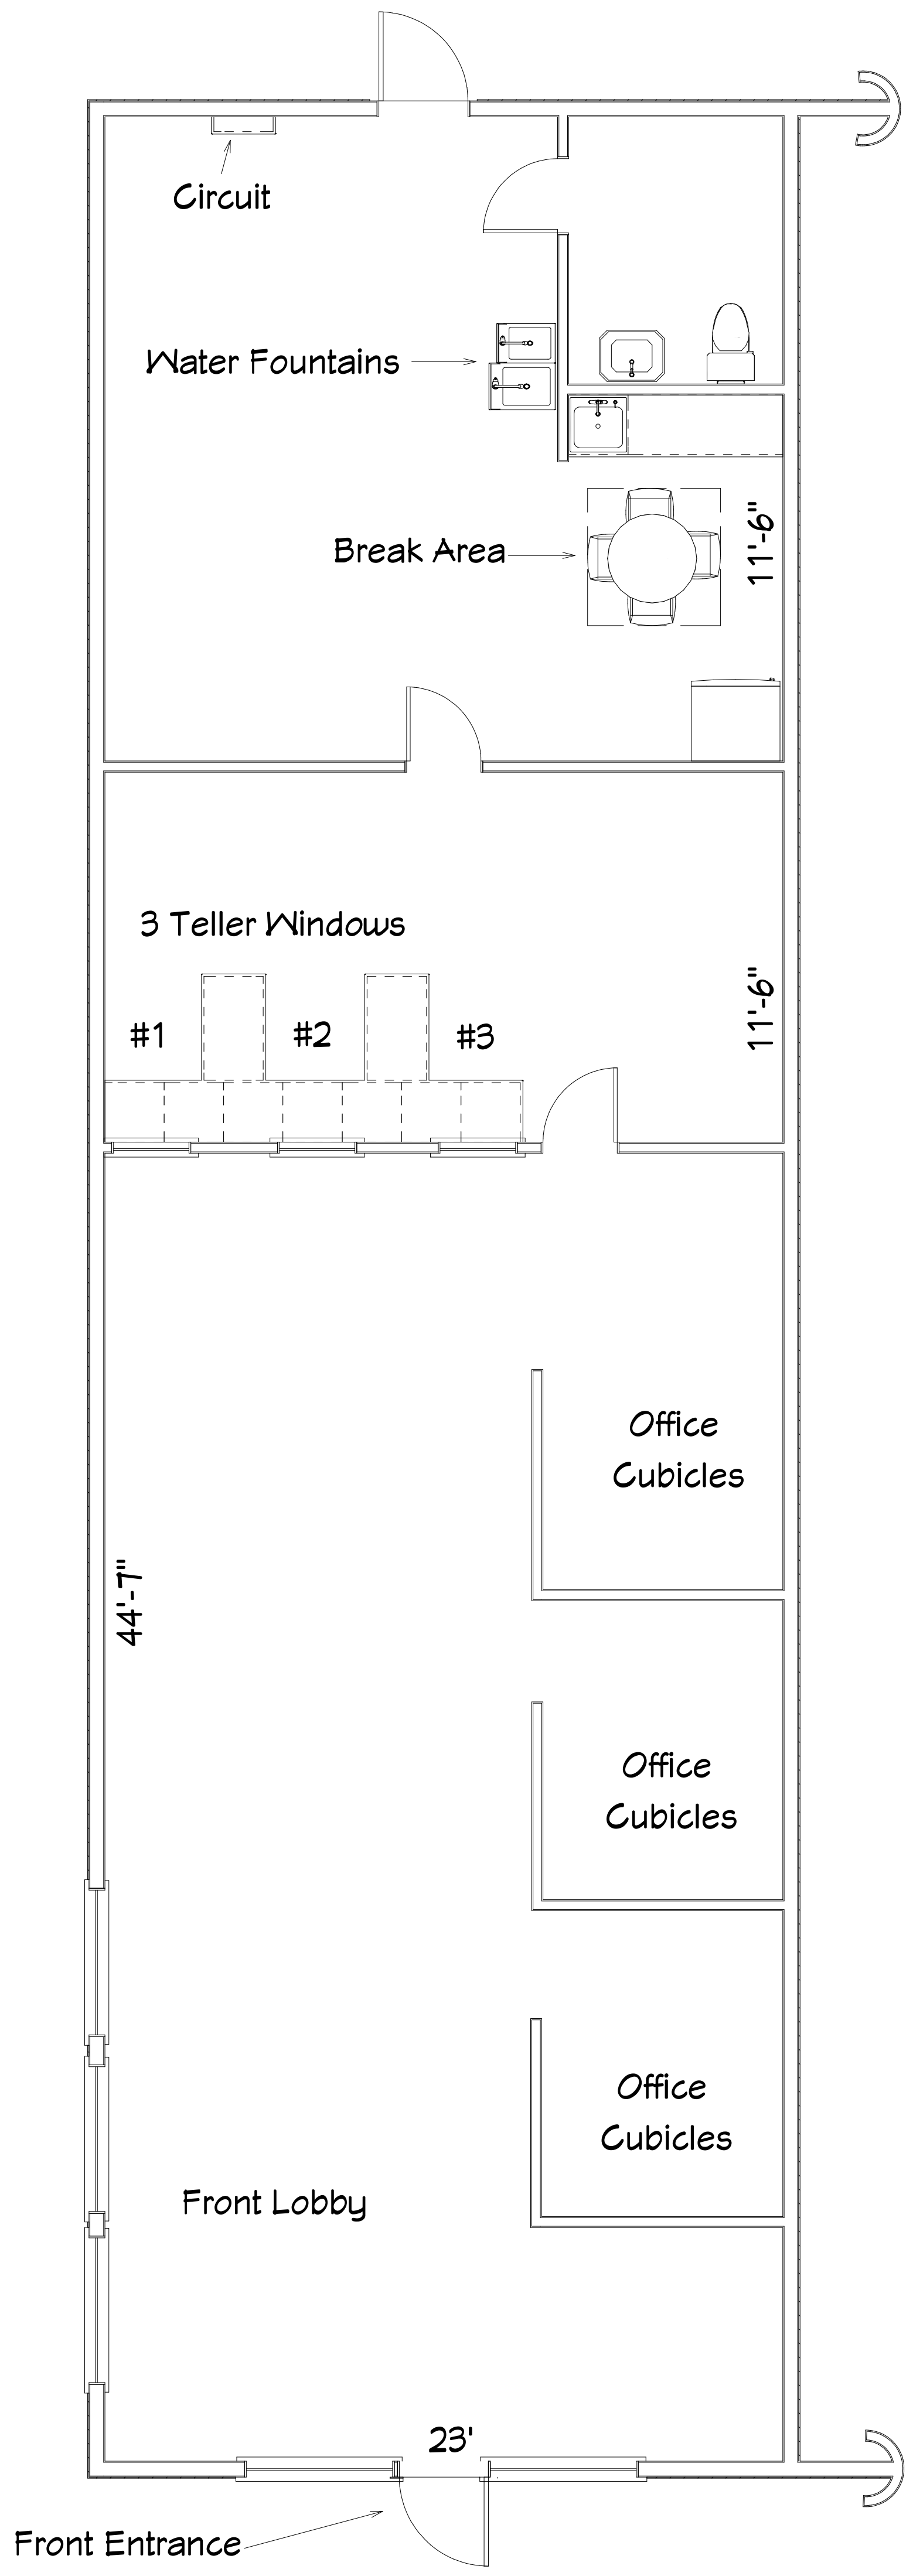 Circuit
Water Fountains
11'-6"
Break Area
3 Teller Windows
11'-6"
#1
#2
#3
Office
Cubicles
44'-7"
Office
Cubicles
Office
Cubicles
Front Lobby
23'
Front Entrance